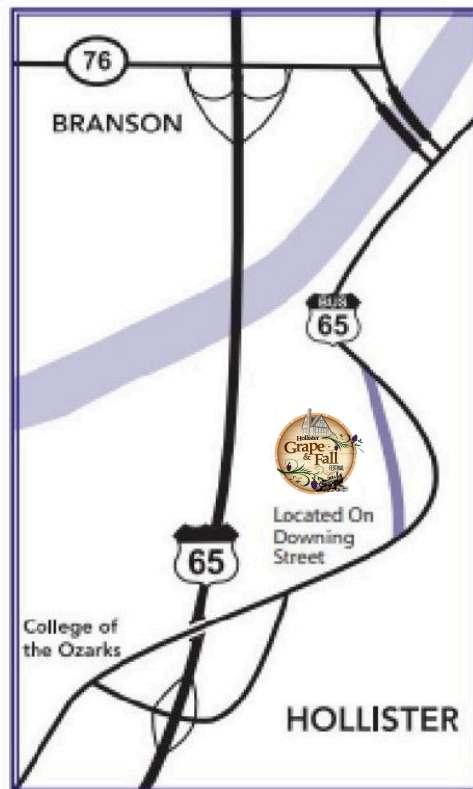 76
BRANSON
BUS
65
Hollister
Grape
& Fall
FESTIVAL
Located On
Downing
Street
65
College of
the Ozarks
HOLLISTER